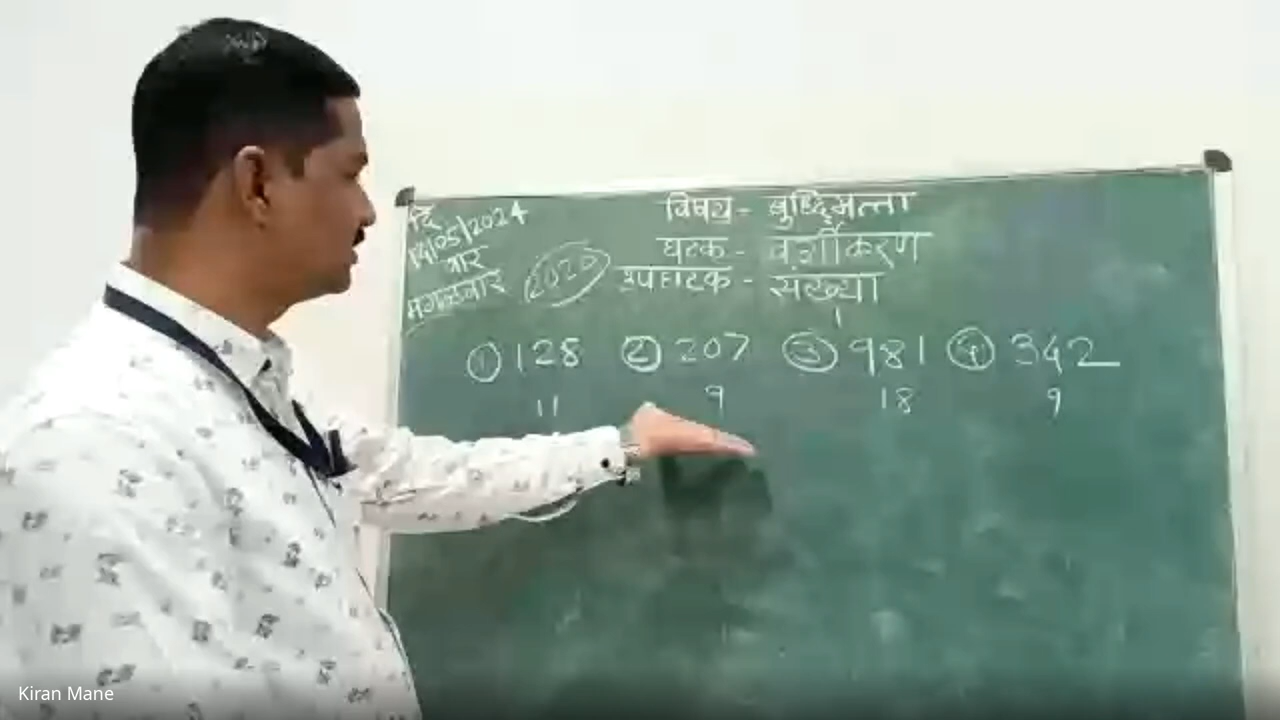 दि
14/05/2024
वार
मंगळवार
2020
विषय - बुध्दिमत्ता
घटक - वर्गीकरण
उपघटक - संख्या
① 128 ② 207 ③ 981 ④ 342
11 9 18 9
Kiran Mane